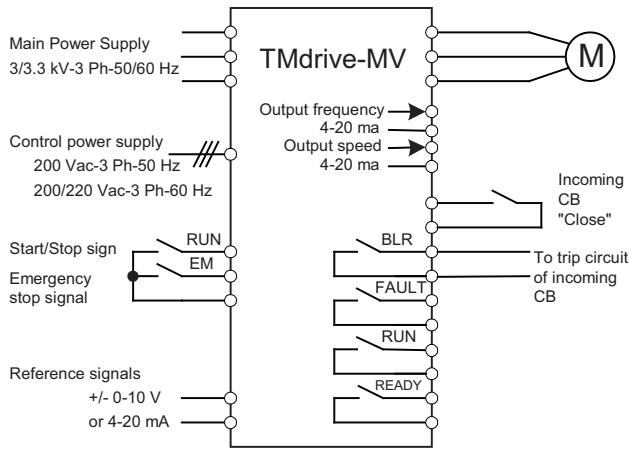 TMdrive-MV
Main Power Supply
3/3.3 kV-3 Ph-50/60 Hz
M
Output frequency
4-20 ma
Output speed
4-20 ma
Control power supply
200 Vac-3 Ph-50 Hz
200/220 Vac-3 Ph-60 Hz
Incoming
CB
"Close"
Start/Stop sign
RUN
Emergency
stop signal
EM
BLR
To trip circuit
of incoming
CB
FAULT
RUN
READY
Reference signals
+/- 0-10 V
or 4-20 mA